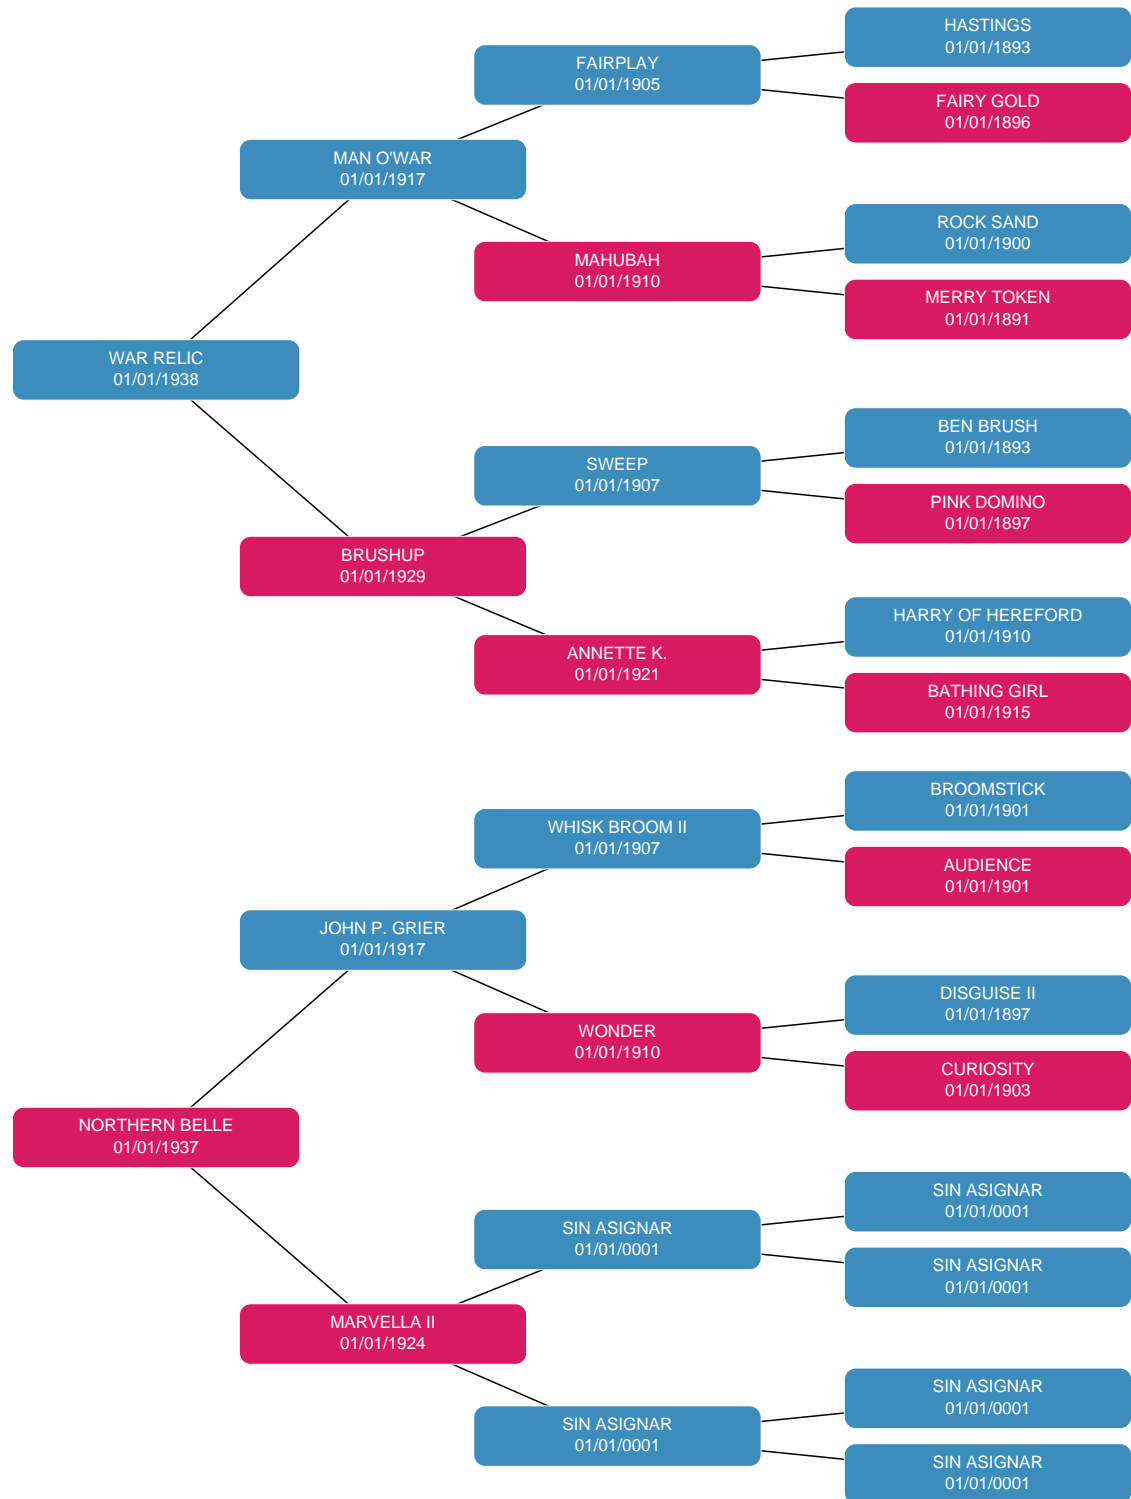 HASTINGS
01/01/1893
FAIRPLAY
01/01/1905
FAIRY GOLD
01/01/1896
MAN O'WAR
01/01/1917
ROCK SAND
01/01/1900
MAHUBAH
01/01/1910
MERRY TOKEN
01/01/1891
WAR RELIC
01/01/1938
BEN BRUSH
01/01/1893
SWEEP
01/01/1907
PINK DOMINO
01/01/1897
BRUSHUP
01/01/1929
HARRY OF HEREFORD
01/01/1910
ANNETTE K.
01/01/1921
BATHING GIRL
01/01/1915
BROOMSTICK
01/01/1901
WHISK BROOM II
01/01/1907
AUDIENCE
01/01/1901
JOHN P. GRIER
01/01/1917
DISGUISE II
01/01/1897
WONDER
01/01/1910
CURIOSITY
01/01/1903
NORTHERN BELLE
01/01/1937
SIN ASIGNAR
01/01/0001
SIN ASIGNAR
01/01/0001
SIN ASIGNAR
01/01/0001
MARVELLA II
01/01/1924
SIN ASIGNAR
01/01/0001
SIN ASIGNAR
01/01/0001
SIN ASIGNAR
01/01/0001